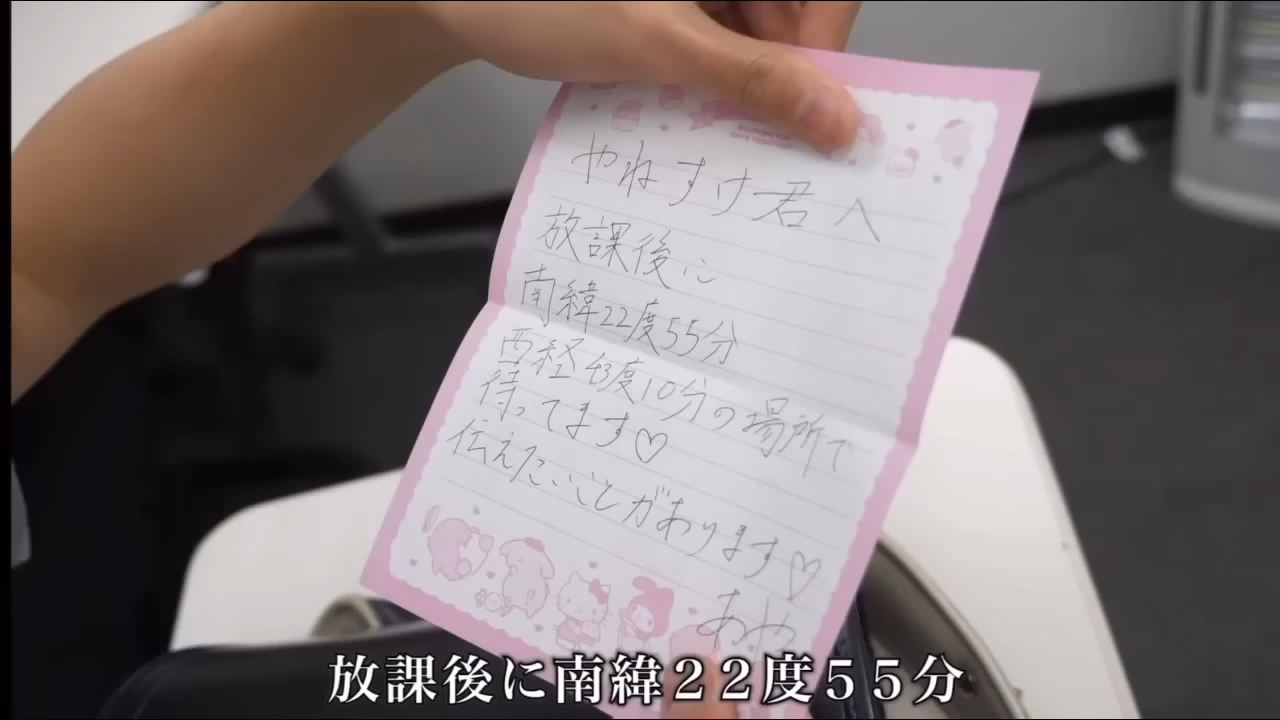 やねすけ君へ
放課後に
南緯22度55分
西経43度10分の場所で
待ってます♡
伝えたいことがあります♡
あや
放課後に南緯２２度５５分